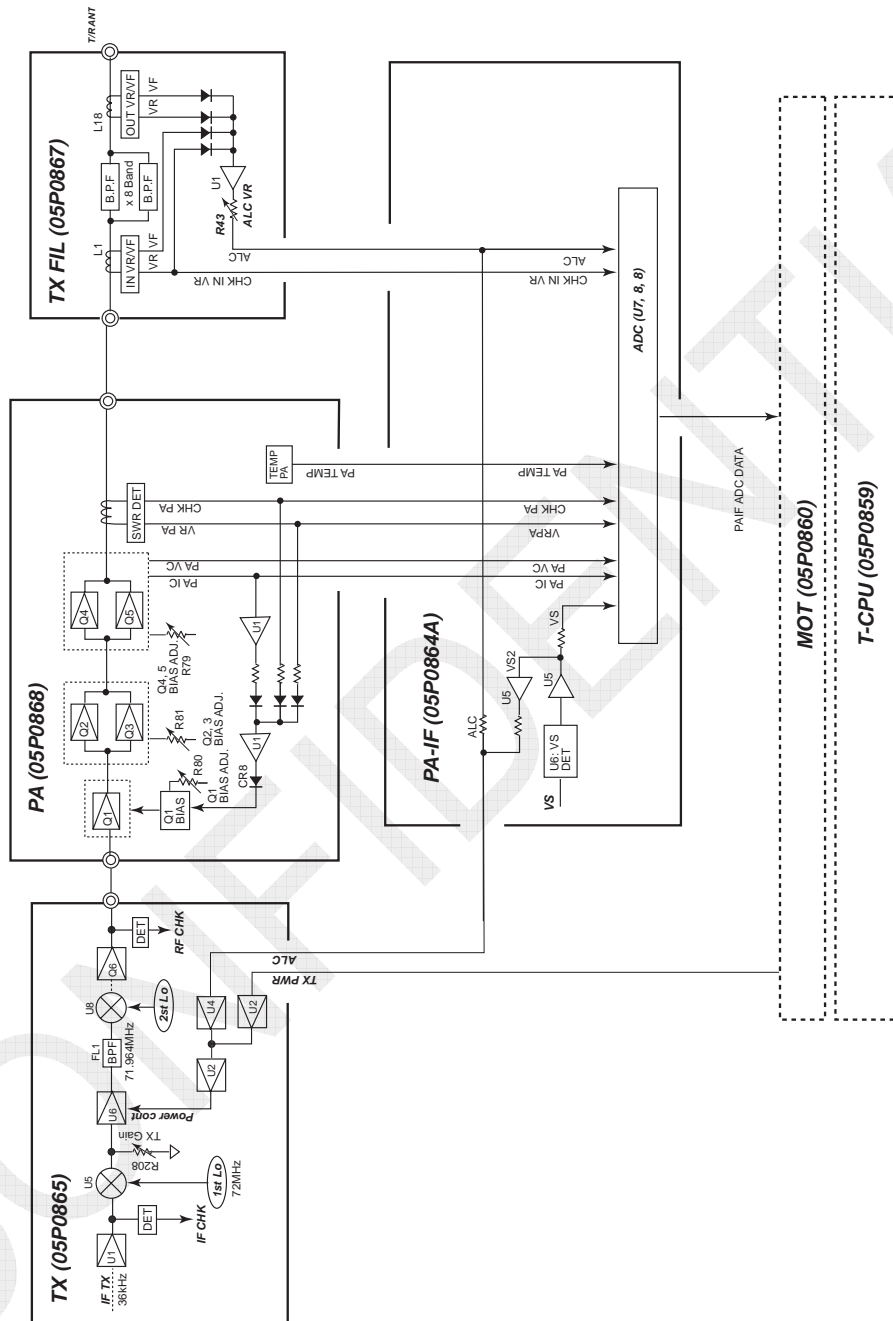 TX (05P0865)
IF TX
36kHz
U1
DET
IF CHK
U5
1st Lo
72MHz
R208
TX Gain
U6
Power cont
FL1
BPF
71.964MHz
U8
2st Lo
Q6
DET
RF CHK
U2
U4
U2
ALC
TX PWR
PA (05P0868)
Q1
Q1
BIAS
R80
Q1
BIAS ADJ.
CR8
Q2
Q3
R81
Q2, 3
BIAS ADJ.
Q4
Q5
Q4, 5
BIAS ADJ.
R79
U1
U1
PA IC
PA VC
SWR DET
VR PA
CHK PA
TEMP
PA
PA TEMP
TX FIL (05P0867)
L1
IN VR/VF
VR VF
B.P.F
x 8 Band
B.P.F
L18
OUT VR/VF
VR VF
T/RANT
U1
R43
ALC VR
ALC
CHK IN VR
PA-IF (05P0864A)
VS
U6: VS
DET
U5
U5
VS2
VS
ALC
PA IC
PA VC
VRPA
CHK PA
PA TEMP
CHK IN VR
ALC
ADC (U7, 8, 8)
PAIF ADC DATA
MOT (05P0860)
T-CPU (05P0859)
CONFIDENTIAL